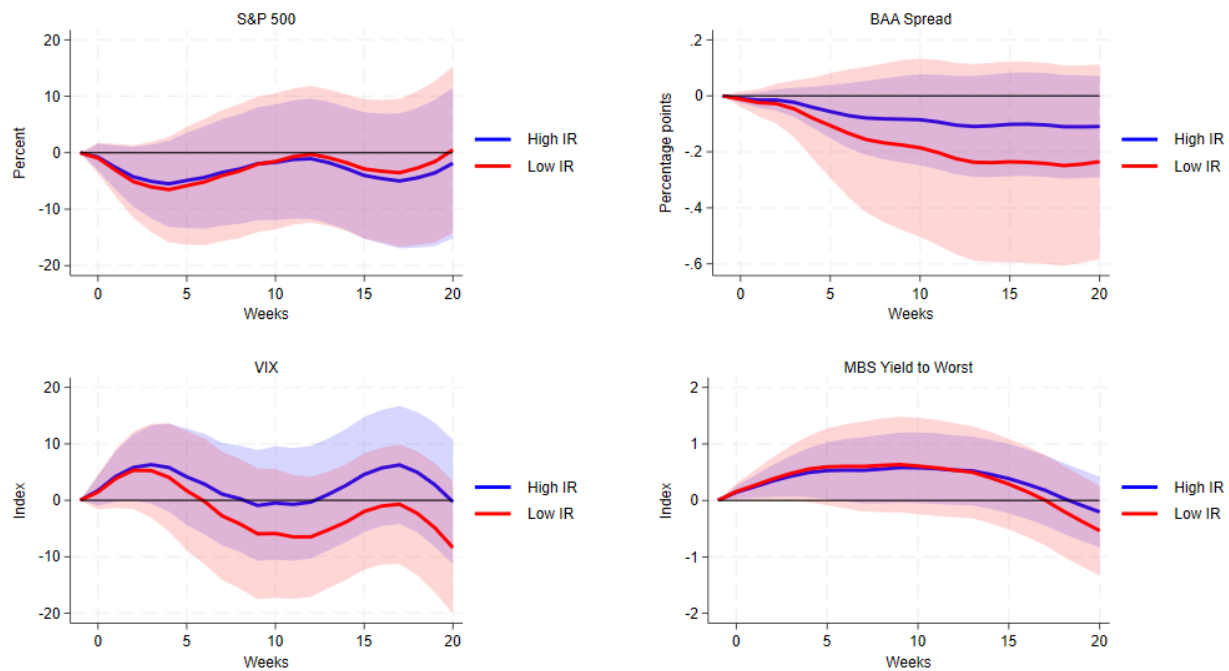 S&P 500
20
10
0
-10
-20
Percent
0 5 10 15 20
Weeks
High IR
Low IR
BAA Spread
.2
0
-.2
-.4
-.6
Percentage points
0 5 10 15 20
Weeks
High IR
Low IR
VIX
20
10
0
-10
-20
Index
0 5 10 15 20
Weeks
High IR
Low IR
MBS Yield to Worst
2
1
0
-1
-2
Index
0 5 10 15 20
Weeks
High IR
Low IR